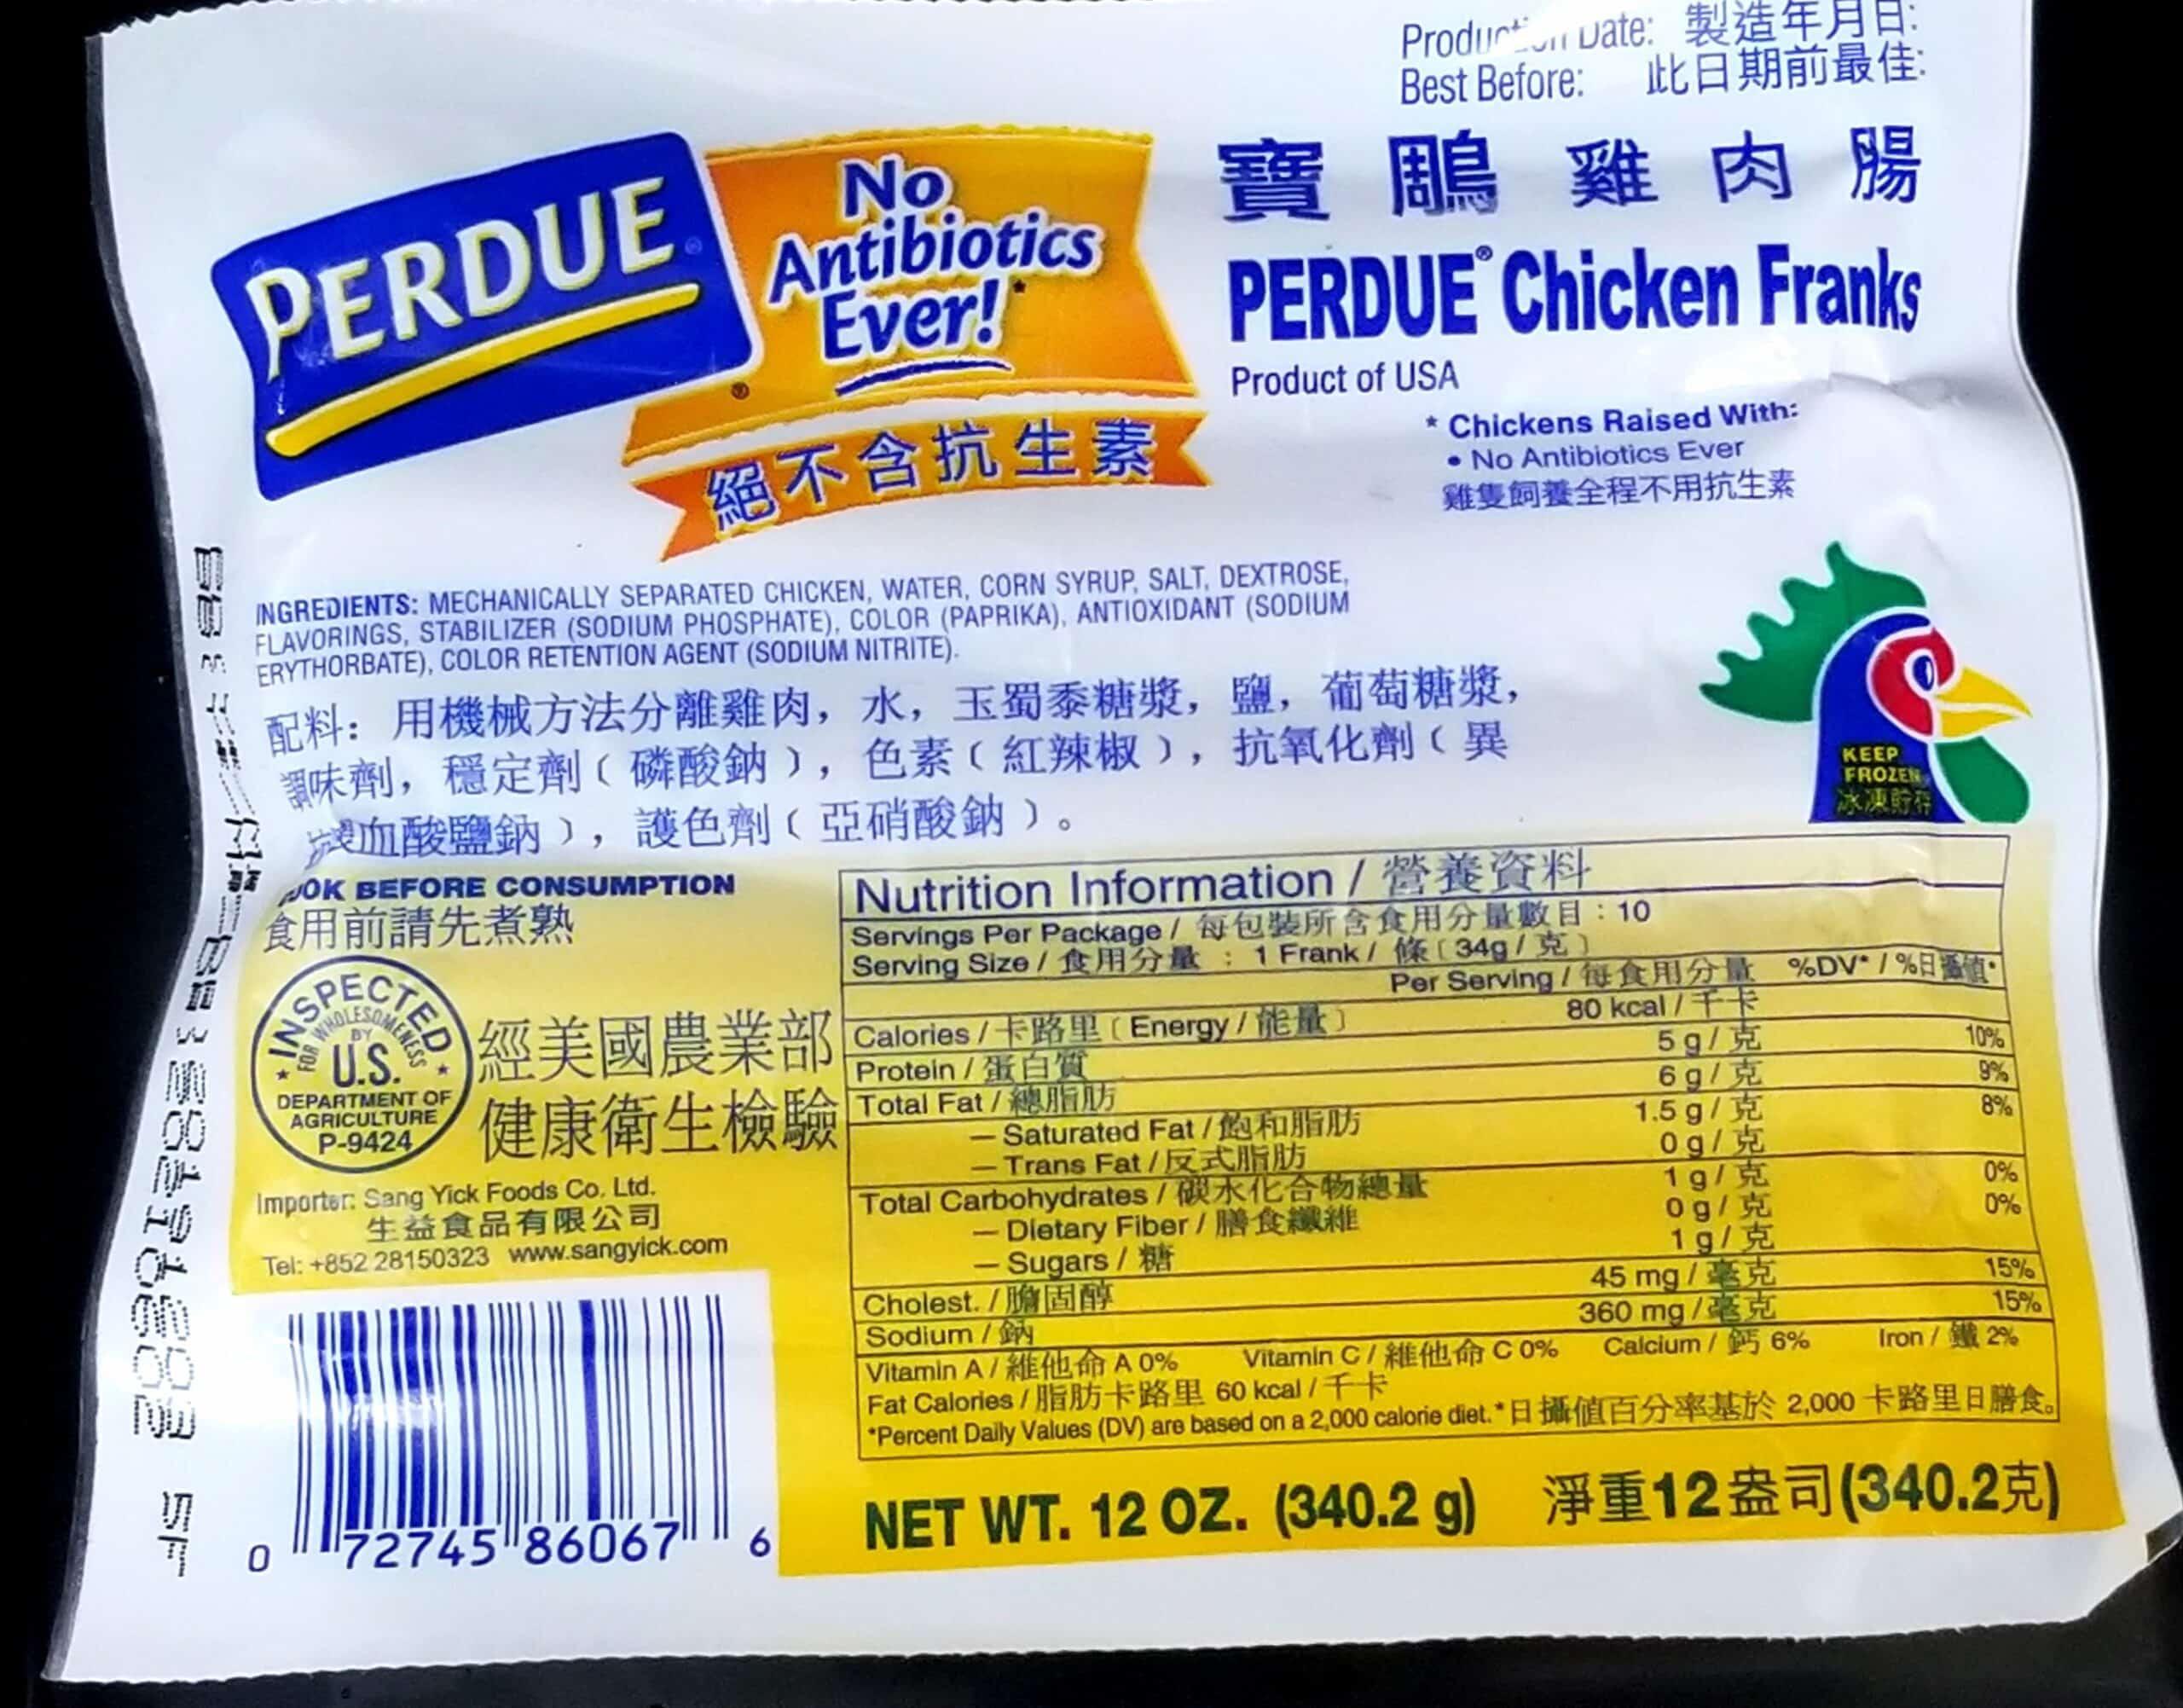 Production Date: 製造年月日:
Best Before: 此日期前最佳:
PERDUE®
No
Antibiotics
Ever!*
絕不含抗生素
寶鵰雞肉腸
PERDUE® Chicken Franks
Product of USA
* Chickens Raised With:
• No Antibiotics Ever
雞隻飼養全程不用抗生素
INGREDIENTS: MECHANICALLY SEPARATED CHICKEN, WATER, CORN SYRUP, SALT, DEXTROSE,
FLAVORINGS, STABILIZER (SODIUM PHOSPHATE), COLOR (PAPRIKA), ANTIOXIDANT (SODIUM
ERYTHORBATE), COLOR RETENTION AGENT (SODIUM NITRITE).
配料：用機械方法分離雞肉，水，玉蜀黍糖漿，鹽，葡萄糖漿，
調味劑，穩定劑（磷酸鈉），色素（紅辣椒），抗氧化劑（異
抗壞血酸鹽鈉），護色劑（亞硝酸鈉）。
KEEP
FROZEN
冰凍貯存
COOK BEFORE CONSUMPTION
食用前請先煮熟
INSPECTED
FOR WHOLESOMENESS
BY
U.S.
DEPARTMENT OF
AGRICULTURE
P-9424
經美國農業部
健康衛生檢驗
Importer: Sang Yick Foods Co. Ltd.
生益食品有限公司
Tel: +852 28150323 www.sangyick.com
0 72745 86067 6
Nutrition Information / 營養資料
Servings Per Package / 每包裝所含食用分量數目：10
Serving Size / 食用分量 : 1 Frank / 條（34g / 克）
Per Serving / 每食用分量 %DV* / %日攝值*
Calories / 卡路里（Energy / 能量） 80 kcal / 千卡
Protein / 蛋白質 5 g / 克 10%
Total Fat / 總脂肪 6 g / 克 9%
— Saturated Fat / 飽和脂肪 1.5 g / 克 8%
— Trans Fat / 反式脂肪 0 g / 克
Total Carbohydrates / 碳水化合物總量 1 g / 克 0%
— Dietary Fiber / 膳食纖維 0 g / 克 0%
— Sugars / 糖 1 g / 克
Cholest. / 膽固醇 45 mg / 毫克 15%
Sodium / 鈉 360 mg / 毫克 15%
Vitamin A / 維他命 A 0% Vitamin C / 維他命 C 0% Calcium / 鈣 6% Iron / 鐵 2%
Fat Calories / 脂肪卡路里 60 kcal / 千卡
*Percent Daily Values (DV) are based on a 2,000 calorie diet. *日攝值百分率基於 2,000 卡路里日膳食。
NET WT. 12 OZ. (340.2 g) 淨重12盎司(340.2克)